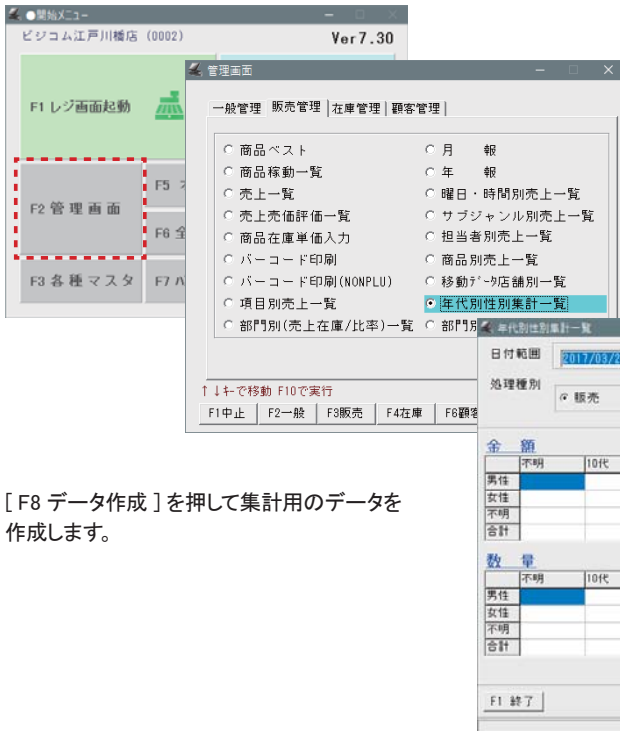 ●開始メニュー
ビジコム江戸川橋店 (0002)
Ver7.30
F1 レジ画面起動
F2 管理画面
F5
F6 全
F3 各種マスタ
F7 ハ
管理画面
一般管理 販売管理 在庫管理 顧客管理
商品ベスト
商品稼動一覧
売上一覧
売上売価評価一覧
商品在庫単価入力
バーコード印刷
バーコード印刷(NONPLU)
項目別売上一覧
部門別(売上在庫/比率)一覧
月 報
年 報
曜日・時間別売上一覧
サブジャンル別売上一覧
担当者別売上一覧
商品別売上一覧
移動ﾃﾞｰﾀ店舗別一覧
年代別性別集計一覧
部門別
↑↓ｷｰで移動 F10で実行
F1中止 F2一般 F3販売 F4在庫 F6顧客
年代別性別集計一覧
日付範囲 2017/03/2
処理種別
販売
金 額
不明 10代
男性
女性
不明
合計
数 量
不明 10代
男性
女性
不明
合計
F1 終了
[ F8 データ作成 ] を押して集計用のデータを
作成します。